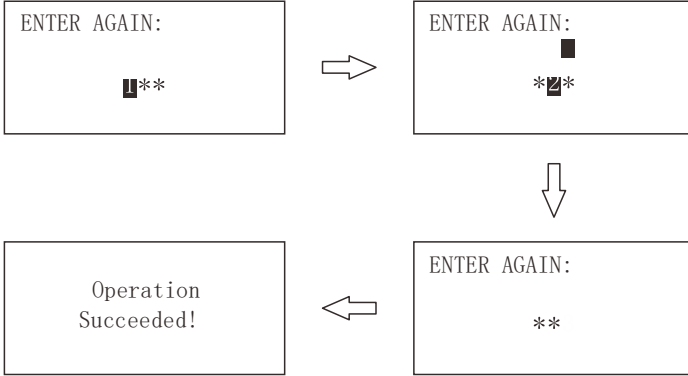 ENTER AGAIN:
1**
ENTER AGAIN:
*2*
ENTER AGAIN:
**
Operation
Succeeded!